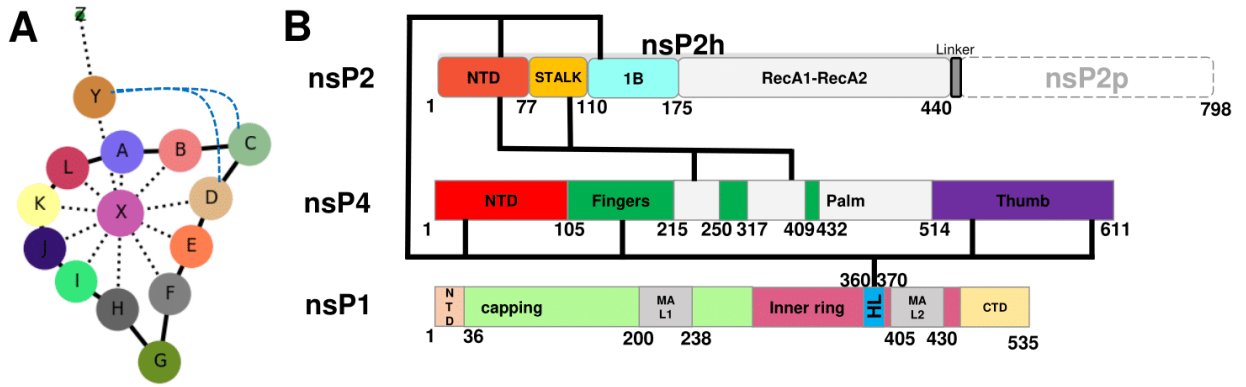 A
Z
Y
L
A
B
C
K
X
D
J
E
I
H
F
G
B
nsP2h
Linker
nsP2
NTD
STALK
1B
RecA1-RecA2
nsP2p
1
77
110
175
440
798
nsP4
NTD
Fingers
Palm
Thumb
1
105
215
250
317
409
432
514
611
360
370
nsP1
NTD
capping
MA
L1
Inner ring
HL
MA
L2
CTD
1
36
200
238
405
430
535